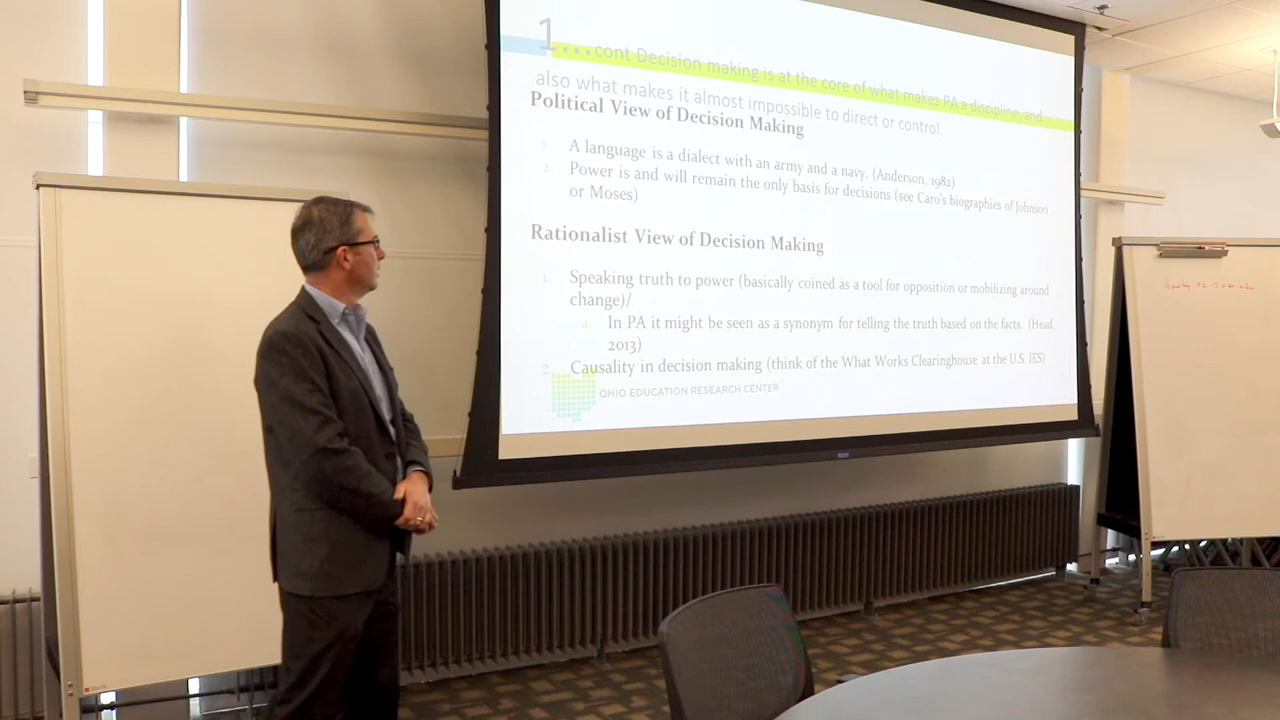 1...cont Decision making is at the core of what makes PA a discipline, and
also what makes it almost impossible to direct or control.
Political View of Decision Making
1. A language is a dialect with an army and a navy. (Anderson, 1982)
2. Power is and will remain the only basis for decisions (see Caro's biographies of Johnson
or Moses)
Rationalist View of Decision Making
1. Speaking truth to power (basically coined as a tool for opposition or mobilizing around
change)/
a. In PA it might be seen as a synonym for telling the truth based on the facts. (Head,
2013)
2. Causality in decision making (think of the What Works Clearinghouse at the U.S. IES)
OHIO EDUCATION RESEARCH CENTER